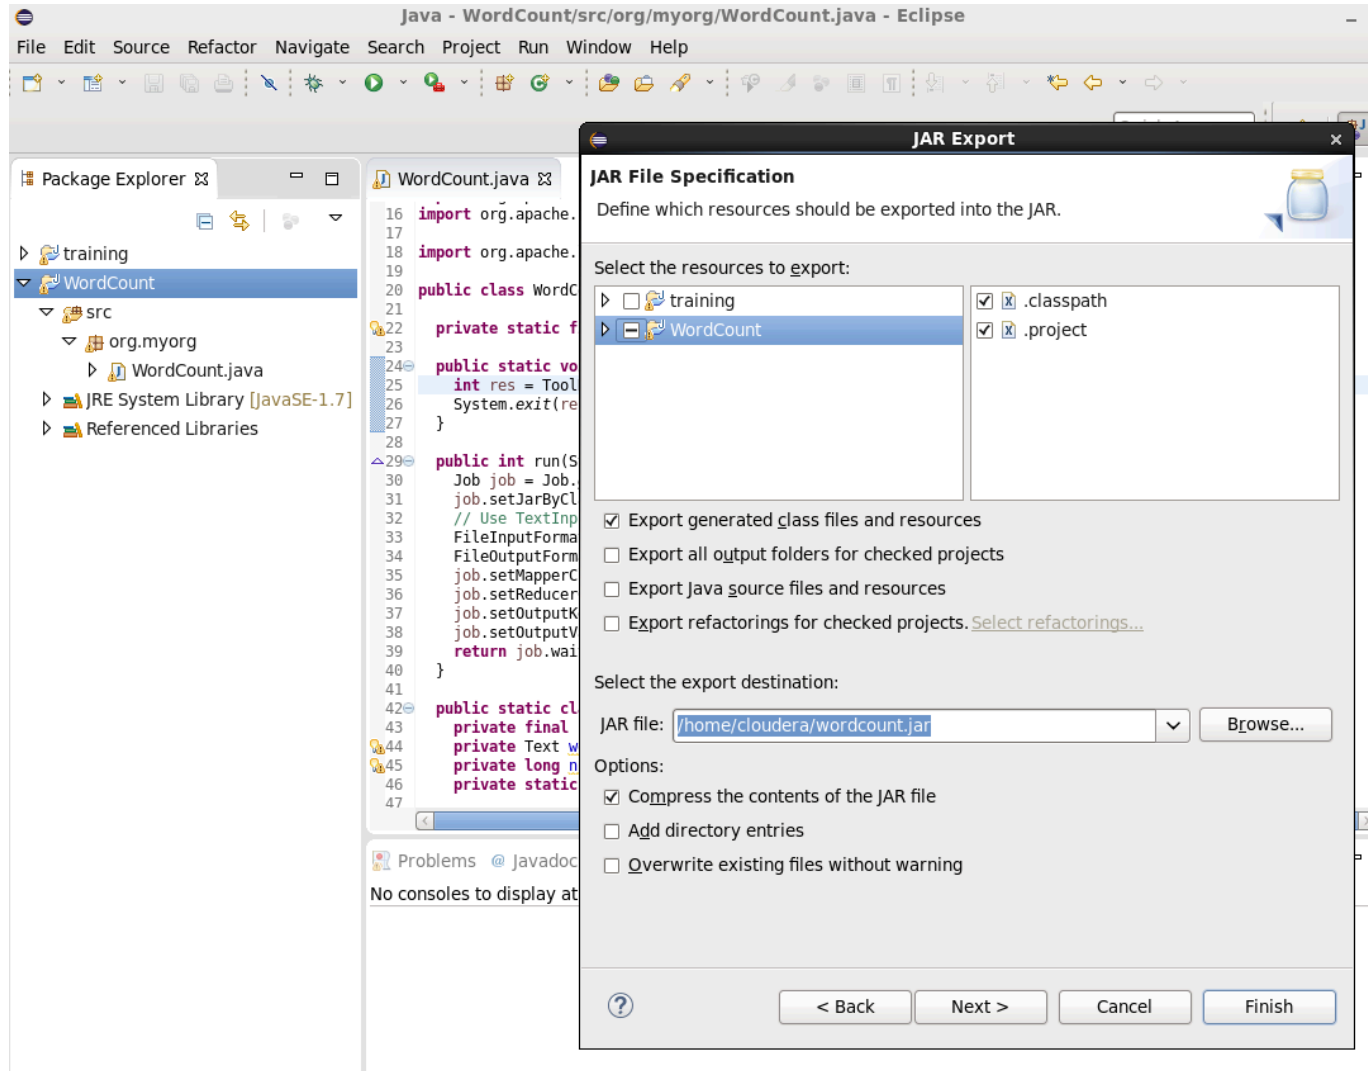 Java - WordCount/src/org/myorg/WordCount.java - Eclipse
File Edit Source Refactor Navigate Search Project Run Window Help
Package Explorer
training
WordCount
src
org.myorg
WordCount.java
JRE System Library [JavaSE-1.7]
Referenced Libraries
WordCount.java
16 import org.apache.
17
18 import org.apache.
19
20 public class WordC
21
22 private static f
23
24 public static vo
25 int res = Tool
26 System.exit(re
27 }
28
29 public int run(S
30 Job job = Job.
31 job.setJarByCl
32 // Use TextInp
33 FileInputForma
34 FileOutputForm
35 job.setMapperC
36 job.setReducer
37 job.setOutputK
38 job.setOutputV
39 return job.wai
40 }
41
42 public static cl
43 private final
44 private Text w
45 private long n
46 private static
47
Problems @ Javadoc
No consoles to display at
JAR Export
JAR File Specification
Define which resources should be exported into the JAR.
Select the resources to export:
training
WordCount
.classpath
.project
Export generated class files and resources
Export all output folders for checked projects
Export Java source files and resources
Export refactorings for checked projects. Select refactorings...
Select the export destination:
JAR file: /home/cloudera/wordcount.jar Browse...
Options:
Compress the contents of the JAR file
Add directory entries
Overwrite existing files without warning
< Back Next > Cancel Finish